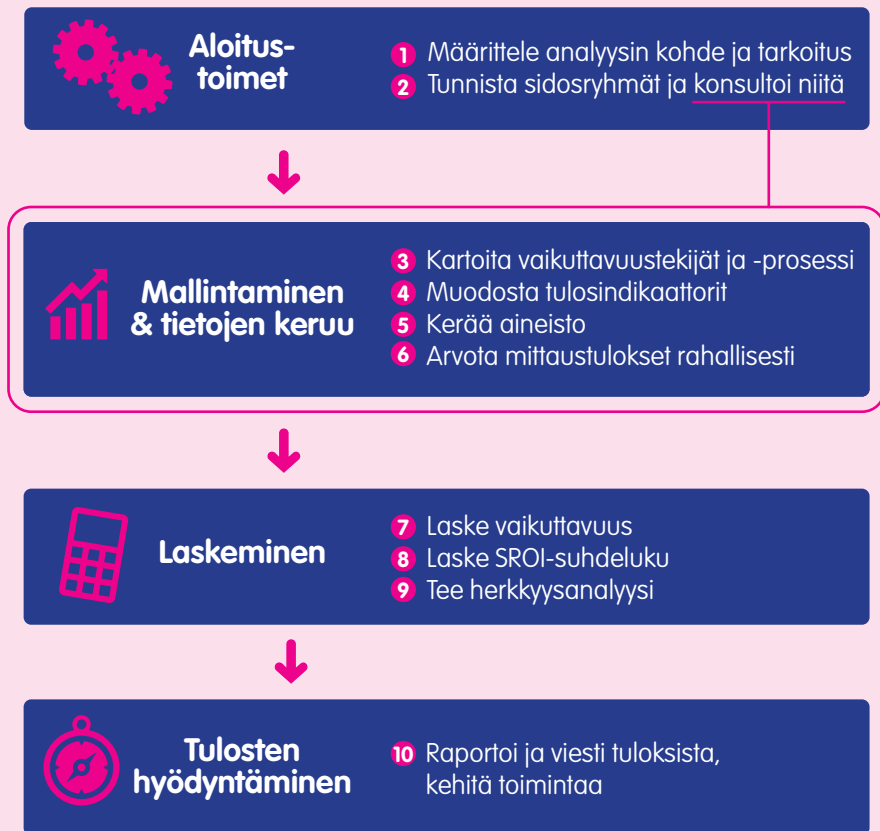 Aloitus-
toimet
1 Määrittele analyysin kohde ja tarkoitus
2 Tunnista sidosryhmät ja konsultoi niitä
Mallintaminen
& tietojen keruu
3 Kartoita vaikuttavuustekijät ja -prosessi
4 Muodosta tulosindikaattorit
5 Kerää aineisto
6 Arvota mittaustulokset rahallisesti
Laskeminen
7 Laske vaikuttavuus
8 Laske SROI-suhdeluku
9 Tee herkkyysanalyysi
Tulosten
hyödyntäminen
10 Raportoi ja viesti tuloksista,
kehitä toimintaa